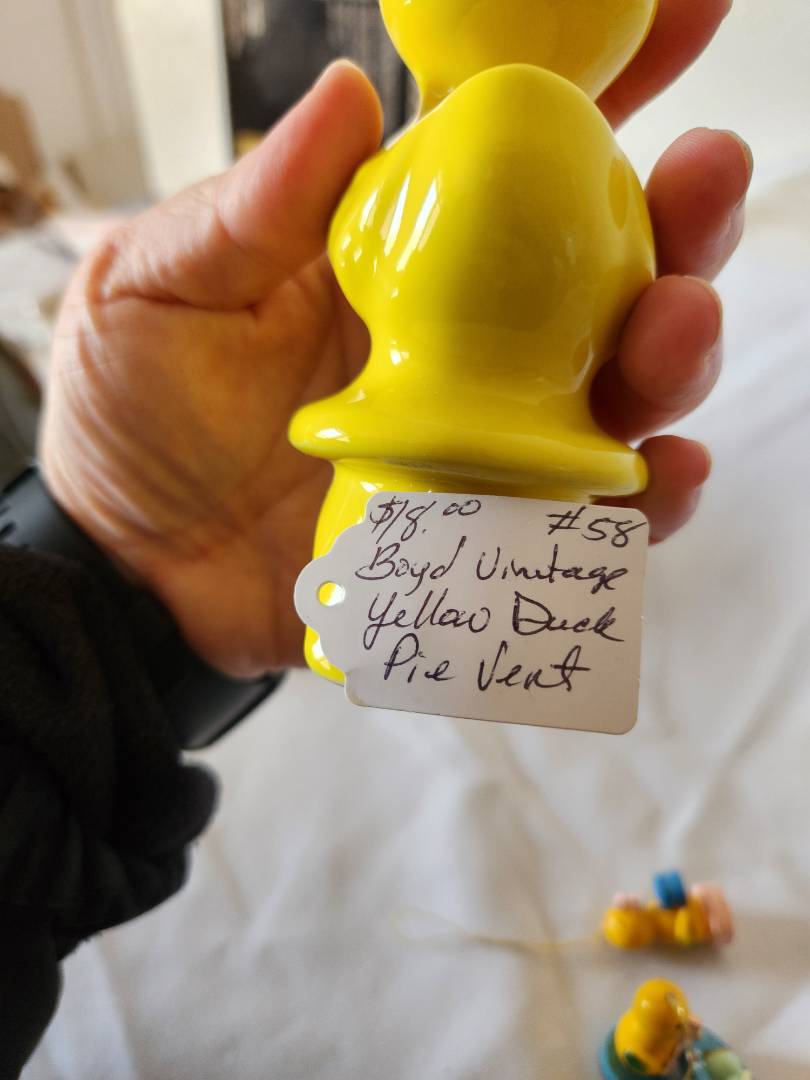 $18.00 #58
Boyd Vintage
Yellow Duck
Pie Vent